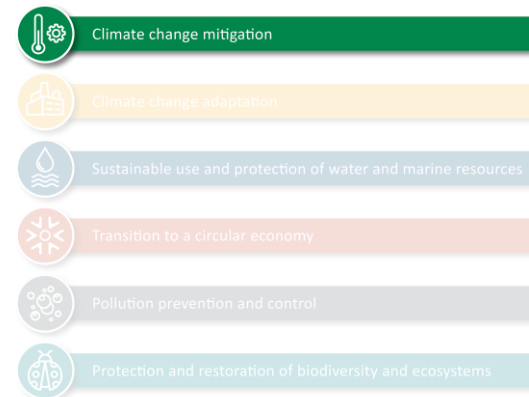 Climate change mitigation
Climate change adaptation
Sustainable use and protection of water and marine resources
Transition to a circular economy
Pollution prevention and control
Protection and restoration of biodiversity and ecosystems